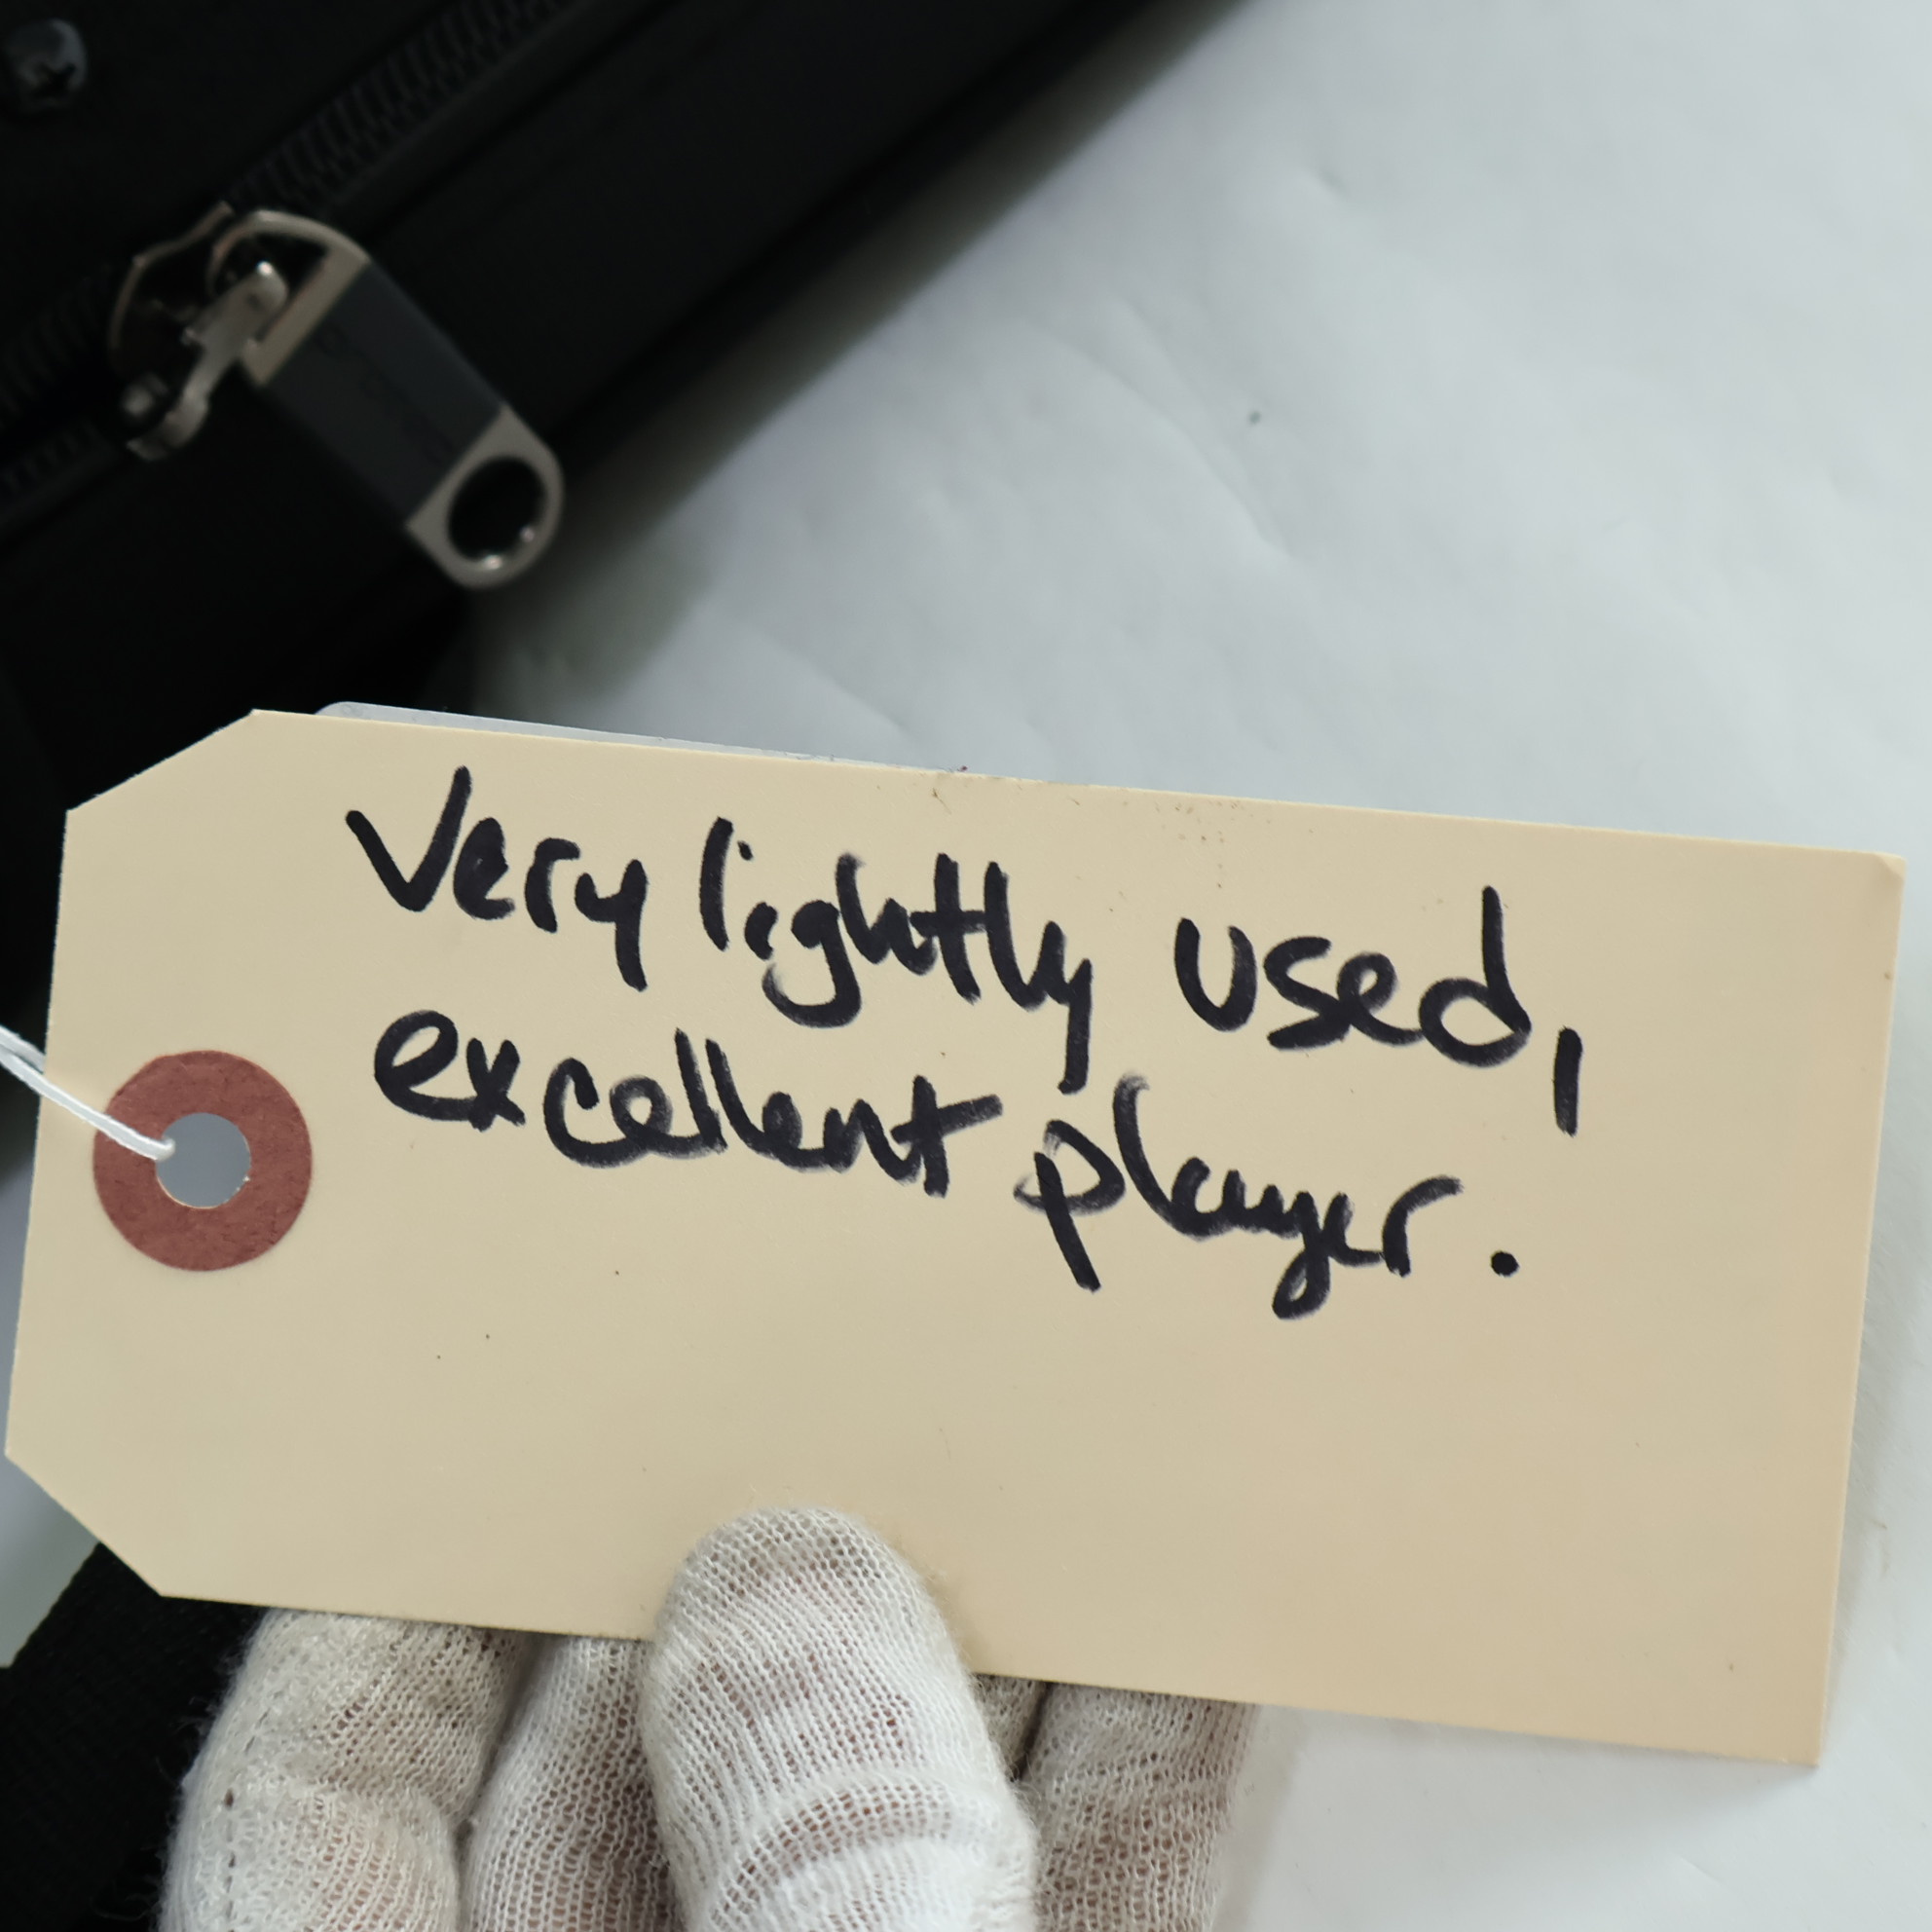 Very lightly used,
excellent player.